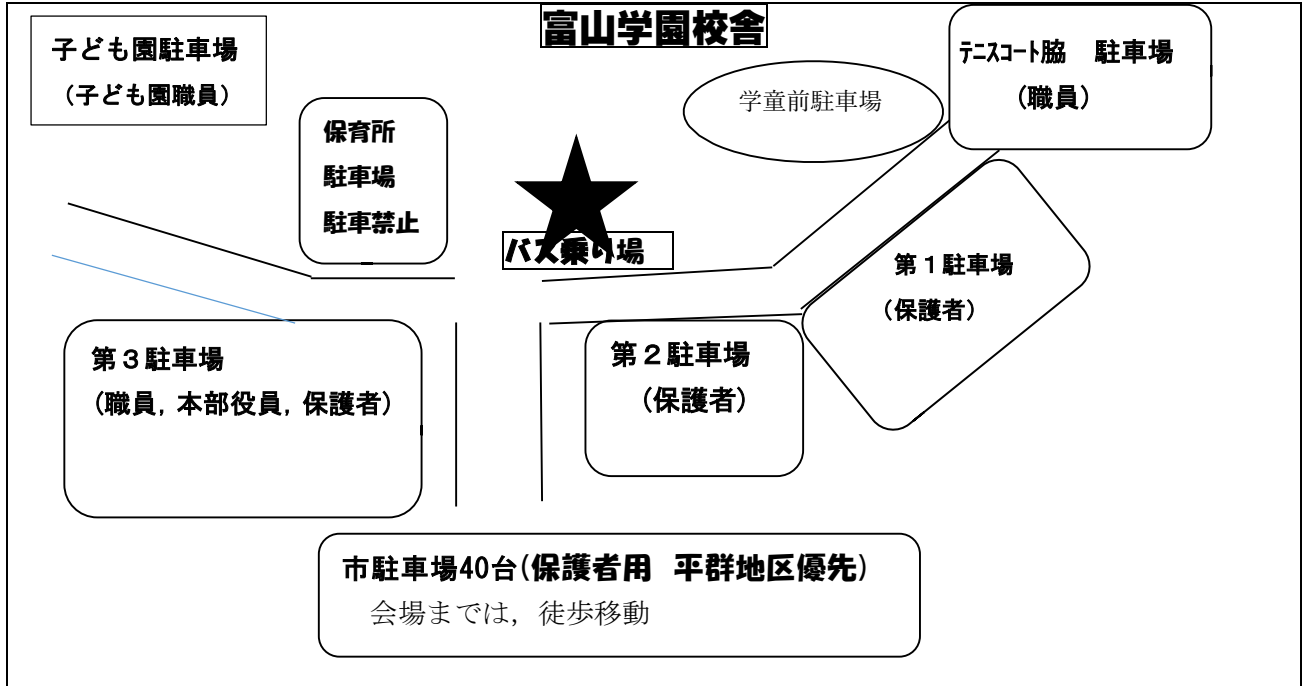 富山学園校舎
子ども園駐車場
（子ども園職員）
保育所
駐車場
駐車禁止
学童前駐車場
ﾃﾆｽｺｰﾄ脇　駐車場
（職員）
バス乗り場
第１駐車場
（保護者）
第２駐車場
（保護者）
第３駐車場
（職員，本部役員，保護者）
市駐車場40台(保護者用　平群地区優先)
会場までは，徒歩移動